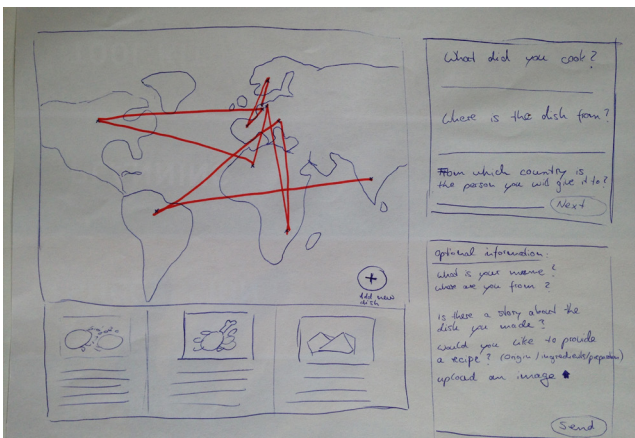 Add new
dish
What did you cook?
Where is the dish from?
From which country is
the person you will give it to?
Next
optional information:
What is your name?
where are you from?
is there a story about the
dish you made?
would you like to provide
a recipe? (origin/ingredients/preparation)
upload an image
Send